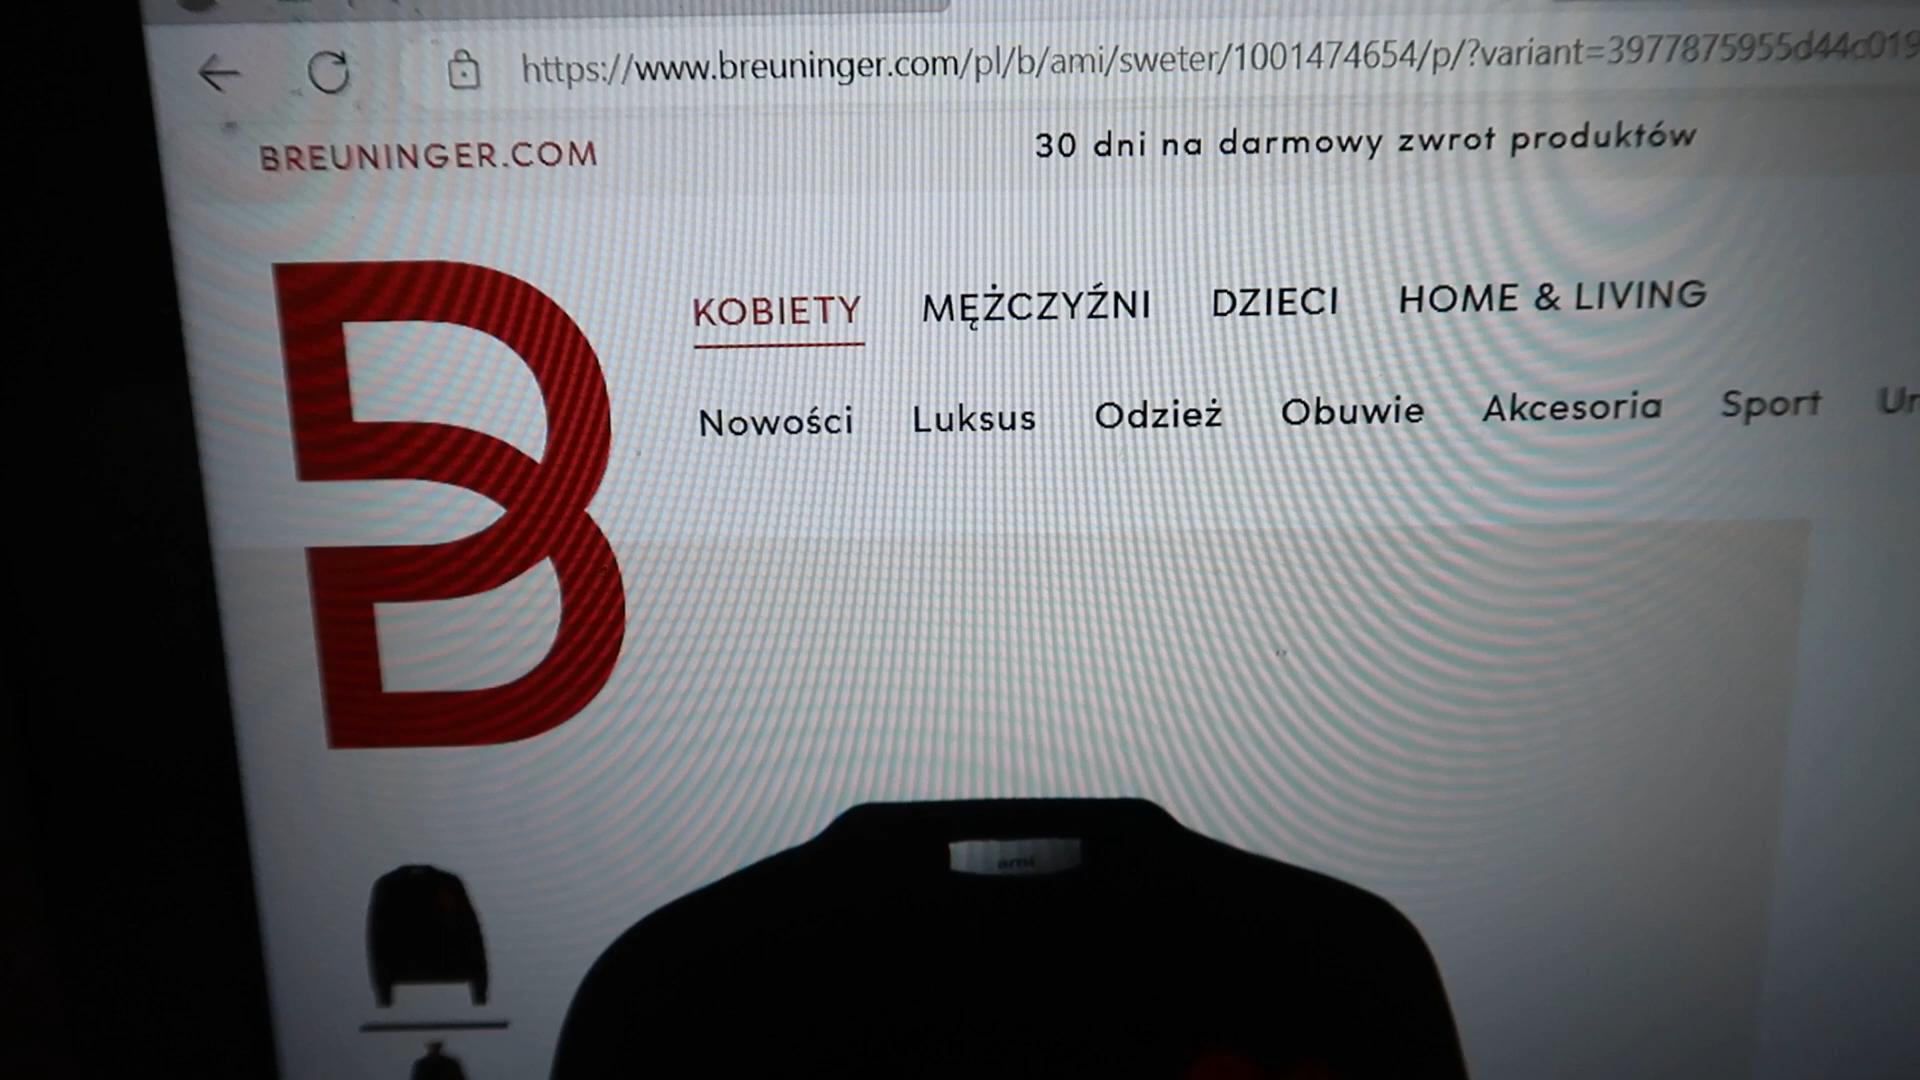 https://www.breuninger.com/pl/b/ami/sweter/1001474654/p/?variant=3977875955d44c019
BREUNINGER.COM
30 dni na darmowy zwrot produktów
KOBIETY MĘŻCZYŹNI DZIECI HOME & LIVING
Nowości Luksus Odzież Obuwie Akcesoria Sport
ami